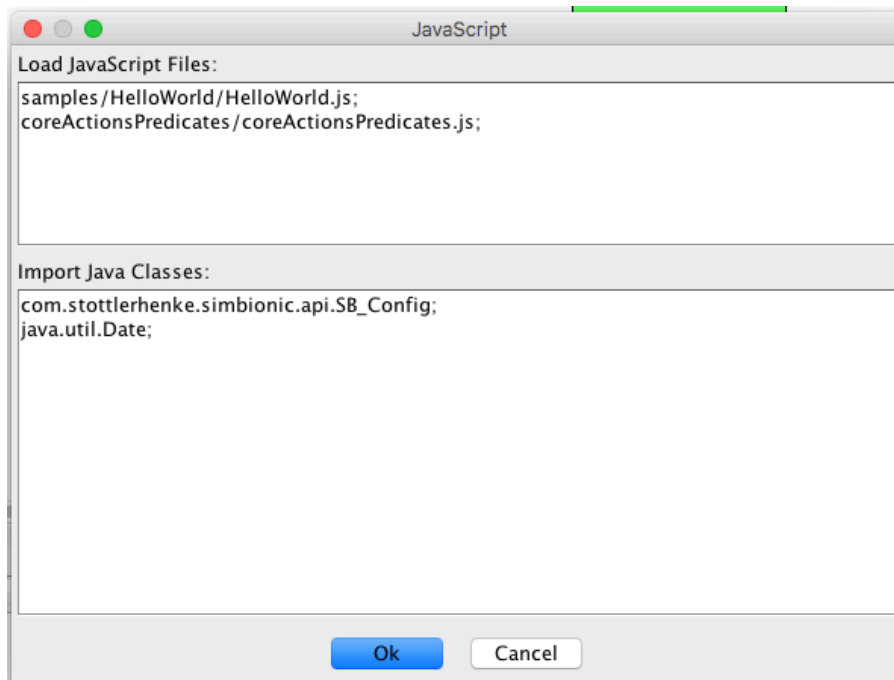 JavaScript
Load JavaScript Files:
samples/HelloWorld/HelloWorld.js;
coreActionsPredicates/coreActionsPredicates.js;
Import Java Classes:
com.stottlerhenke.simbionic.api.SB_Config;
java.util.Date;
Ok Cancel